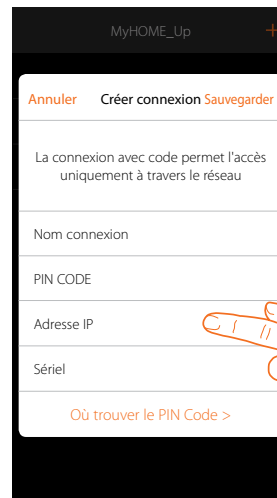 MyHOME_Up +
Annuler Créer connexion Sauvegarder
La connexion avec code permet l'accès
uniquement à travers le réseau
Nom connexion
PIN CODE
Adresse IP
Sériel
Où trouver le PIN Code >